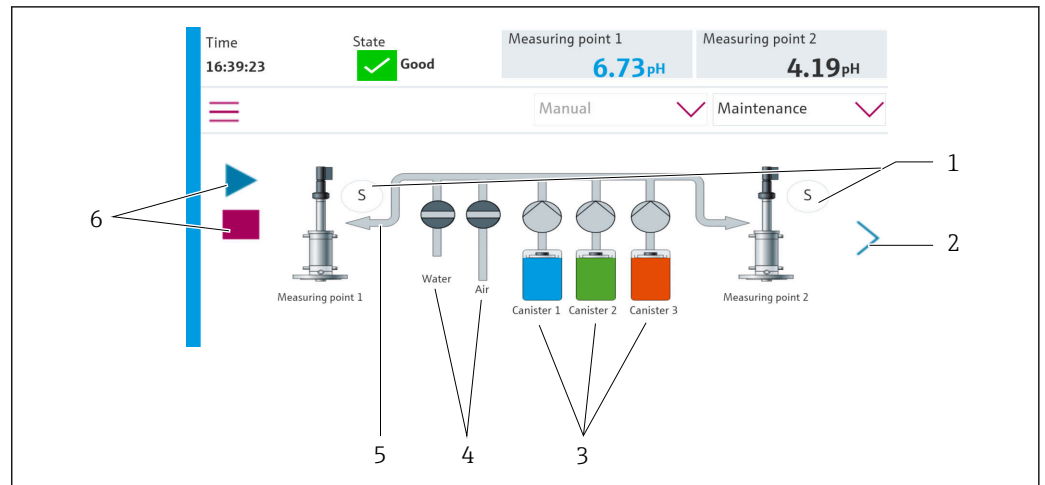 Time
16:39:23
State
Good
Measuring point 1
6.73pH
Measuring point 2
4.19pH
Manual
Maintenance
S
S
1
2
6
Water
Air
Measuring point 1
Canister 1
Canister 2
Canister 3
Measuring point 2
5
4
3